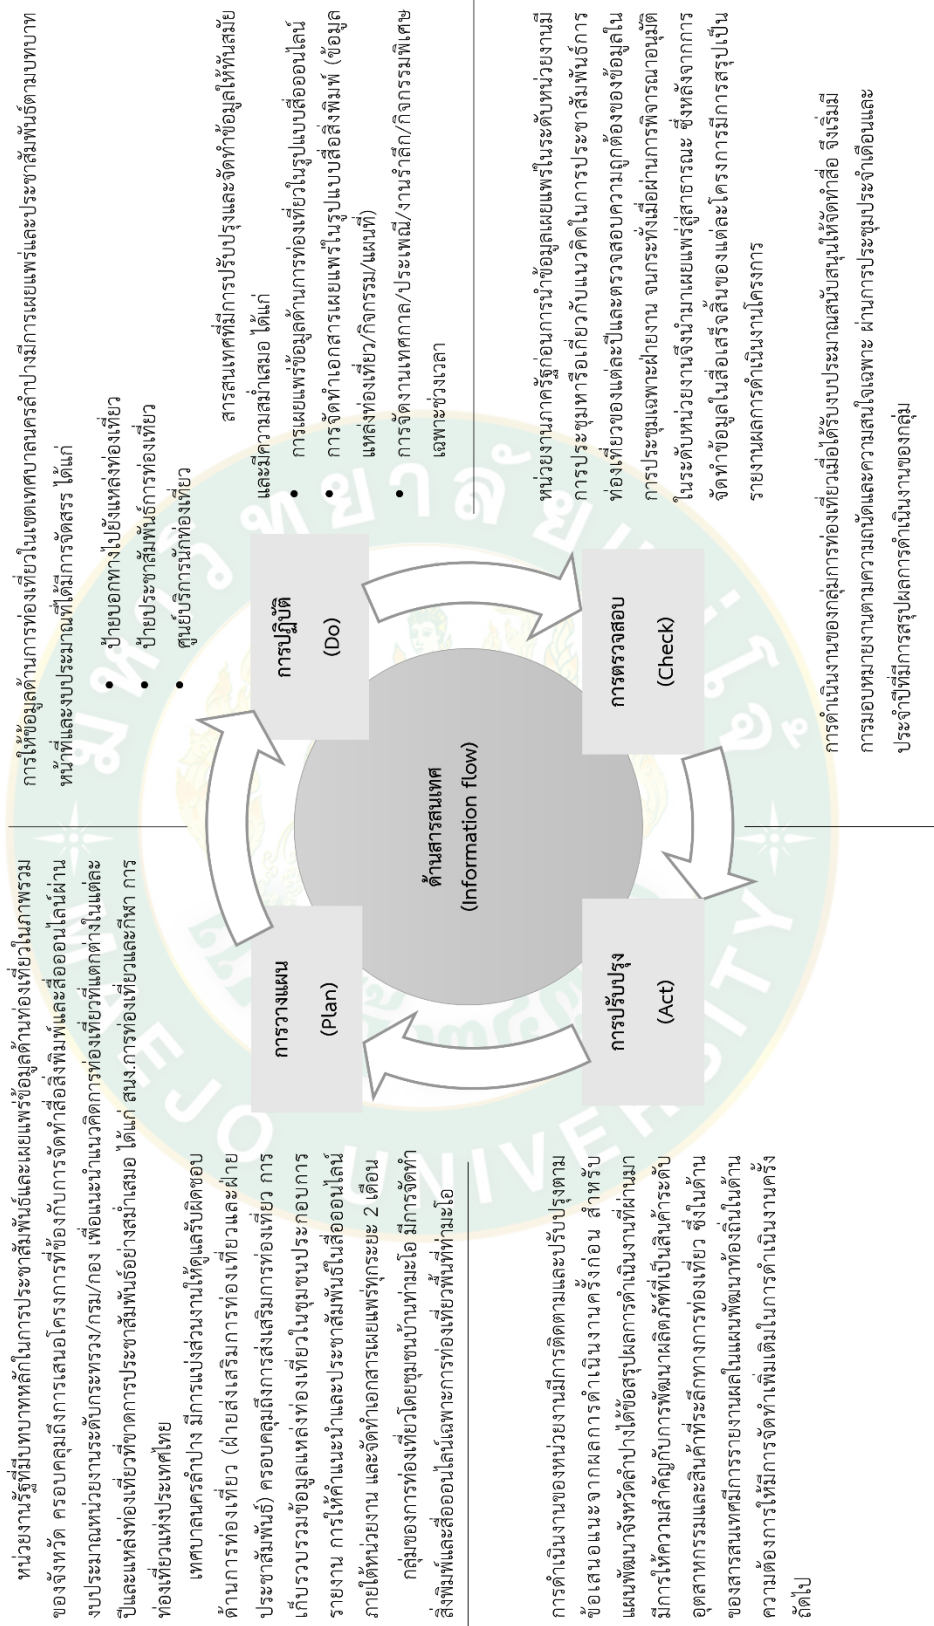 หน่วยงานรัฐที่มีบทบาทหลักในการประชาสัมพันธ์และเผยแพร่ข้อมูลด้านท่องเที่ยวในภาพรวม
ของจังหวัด ครอบคลุมถึงการเสนอโครงการที่ข้องกับการจัดทำสื่อสิ่งพิมพ์และสื่อออนไลน์ผ่าน
งบประมาณหน่วยงานระดับกระทรวง/กรม/กอง เพื่อแนะนำแนวคิดการท่องเที่ยวที่แตกต่างในแต่ละ
ปีและแหล่งท่องเที่ยวที่ขาดการประชาสัมพันธ์อย่างสม่ำเสมอ ได้แก่ สนง.การท่องเที่ยวและกีฬา การ
ท่องเที่ยวแห่งประเทศไทย
เทศบาลนครลำปาง มีการแบ่งส่วนงานให้ดูแลรับผิดชอบ
ด้านการท่องเที่ยว (ฝ่ายส่งเสริมการท่องเที่ยวและฝ่าย
ประชาสัมพันธ์) ครอบคลุมถึงการส่งเสริมการท่องเที่ยว การ
เก็บรวบรวมข้อมูลแหล่งท่องเที่ยวในชุมชนประกอบการ
รายงาน การให้คำแนะนำและประชาสัมพันธ์ในสื่อออนไลน์
ภายใต้หน่วยงาน และจัดทำเอกสารเผยแพร่ทุกระยะ 2 เดือน
กลุ่มของการท่องเที่ยวโดยชุมชนบ้านท่ามะโอ มีการจัดทำ
สิ่งพิมพ์และสื่อออนไลน์เฉพาะการท่องเที่ยวพื้นที่ท่ามะโอ
การให้ข้อมูลด้านการท่องเที่ยวในเขตเทศบาลนครลำปางมีการเผยแพร่และประชาสัมพันธ์ตามบทบาท
หน้าที่และงบประมาณที่ได้มีการจัดสรร ได้แก่
• ป้ายบอกทางไปยังแหล่งท่องเที่ยว
• ป้ายประชาสัมพันธ์การท่องเที่ยว
• ศูนย์บริการนักท่องเที่ยว
สารสนเทศที่มีการปรับปรุงและจัดทำข้อมูลให้ทันสมัย
และมีความสม่ำเสมอ ได้แก่
• การเผยแพร่ข้อมูลด้านการท่องเที่ยวในรูปแบบสื่อออนไลน์
• การจัดทำเอกสารเผยแพร่ในรูปแบบสื่อสิ่งพิมพ์ (ข้อมูล
แหล่งท่องเที่ยว/กิจกรรม/แผนที่)
• การจัดงานเทศกาล/ประเพณี/งานรำลึก/กิจกรรมพิเศษ
เฉพาะช่วงเวลา
การวางแผน
(Plan)
การปฏิบัติ
(Do)
ด้านสารสนเทศ
(Information flow)
การปรับปรุง
(Act)
การตรวจสอบ
(Check)
การดำเนินงานของหน่วยงานมีการติดตามและปรับปรุงตาม
ข้อเสนอแนะจากผลการดำเนินงานครั้งก่อน สำหรับ
แผนพัฒนาจังหวัดลำปางได้ข้อสรุปผลการดำเนินงานที่ผ่านมา
มีการให้ความสำคัญกับการพัฒนาผลิตภัฑ์ที่เป็นสินค้าระดับ
อุตสาหกรรมและสินค้าที่ระลึกทางการท่องเที่ยว ซึ่งในด้าน
ของสารสนเทศมีการรายงานผลในแผนพัฒนาท้องถิ่นในด้าน
ความต้องการให้มีการจัดทำเพิ่มเติมในการดำเนินงานครั้ง
ถัดไป
หน่วยงานภาครัฐก่อนการนำข้อมูลเผยแพร่ในระดับหน่วยงานมี
การประชุมหารือเกี่ยวกับแนวคิดในการประชาสัมพันธ์การ
ท่องเที่ยวของแต่ละปีและตรวจสอบความถูกต้องของข้อมูลใน
การประชุมเฉพาะฝ่ายงาน จนกระทั่งเมื่อผ่านการพิจารณาอนุมัติ
ในระดับหน่วยงานจึงนำมาเผยแพร่สู่สาธารณะ ซึ่งหลังจากการ
จัดทำข้อมูลในสื่อเสร็จสิ้นของแต่ละโครงการมีการสรุปเป็น
รายงานผลการดำเนินงานโครงการ
การดำเนินงานของกลุ่มการท่องเที่ยวเมื่อได้รับงบประมาณสนับสนุนให้จัดทำสื่อ จึงเริ่มมี
การมอบหมายงานตามความถนัดและความสนใจเฉพาะ ผ่านการประชุมประจำเดือนและ
ประจำปีที่มีการสรุปผลการดำเนินงานของกลุ่ม
มหาวิทยาลัยแม่โจ้
MAEJO UNIVERSITY